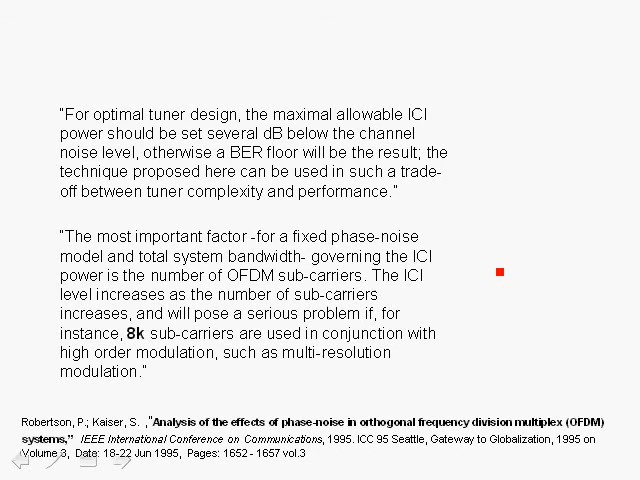 "For optimal tuner design, the maximal allowable ICI
power should be set several dB below the channel
noise level, otherwise a BER floor will be the result; the
technique proposed here can be used in such a trade-
off between tuner complexity and performance."
"The most important factor -for a fixed phase-noise
model and total system bandwidth- governing the ICI
power is the number of OFDM sub-carriers. The ICI
level increases as the number of sub-carriers
increases, and will pose a serious problem if, for
instance, 8k sub-carriers are used in conjunction with
high order modulation, such as multi-resolution
modulation."
Robertson, P.; Kaiser, S. ,"Analysis of the effects of phase-noise in orthogonal frequency division multiplex (OFDM)
systems," IEEE International Conference on Communications, 1995. ICC 95 Seattle, Gateway to Globalization, 1995 on
Volume 3, Date: 18-22 Jun 1995, Pages: 1652 - 1657 vol.3